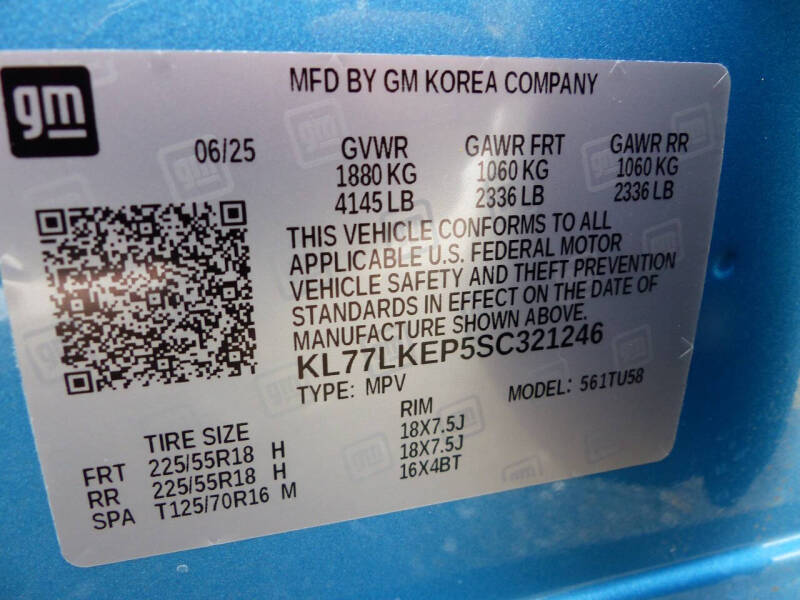 gm
MFD BY GM KOREA COMPANY
06/25 GVWR GAWR FRT GAWR RR
1880 KG 1060 KG 1060 KG
4145 LB 2336 LB 2336 LB
THIS VEHICLE CONFORMS TO ALL
APPLICABLE U.S. FEDERAL MOTOR
VEHICLE SAFETY AND THEFT PREVENTION
STANDARDS IN EFFECT ON THE DATE OF
MANUFACTURE SHOWN ABOVE.
KL77LKEP5SC321246
TYPE: MPV MODEL: 561TU58
TIRE SIZE RIM
FRT 225/55R18 H 18X7.5J
RR 225/55R18 H 18X7.5J
SPA T125/70R16 M 16X4BT